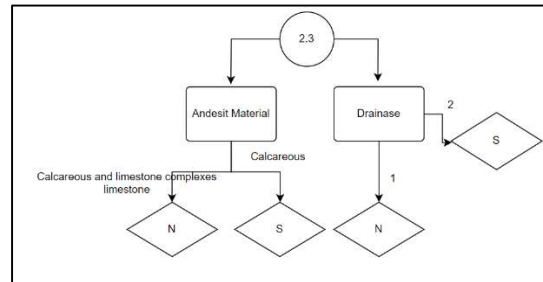 2.3
Andesit Material
Drainase
2
S
Calcareous
Calcareous and limestone complexes
limestone
1
N
S
N